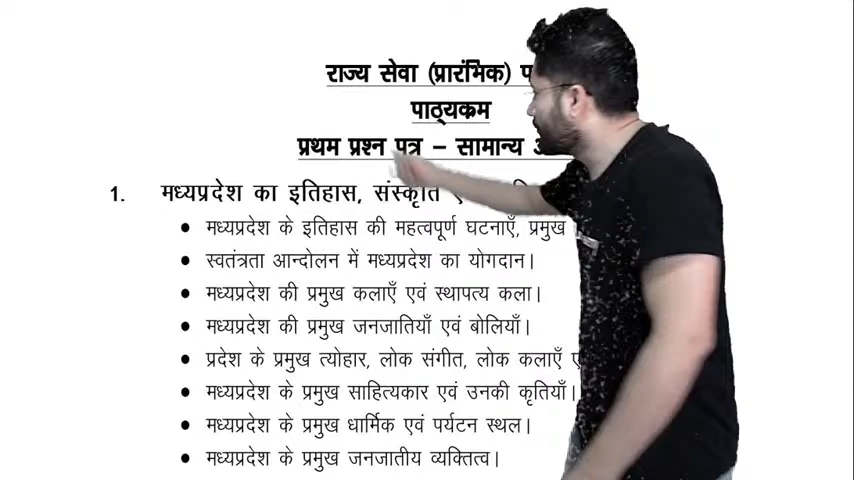 राज्य सेवा (प्रारंभिक)
पाठ्यक्रम
प्रथम प्रश्न पत्र – सामान्य
1. मध्यप्रदेश का इतिहास, संस्कृति
• मध्यप्रदेश के इतिहास की महत्वपूर्ण घटनाएँ, प्रमुख
• स्वतंत्रता आन्दोलन में मध्यप्रदेश का योगदान।
• मध्यप्रदेश की प्रमुख कलाएँ एवं स्थापत्य कला।
• मध्यप्रदेश की प्रमुख जनजातियाँ एवं बोलियाँ।
• प्रदेश के प्रमुख त्योहार, लोक संगीत, लोक कलाएँ
• मध्यप्रदेश के प्रमुख साहित्यकार एवं उनकी कृतियाँ।
• मध्यप्रदेश के प्रमुख धार्मिक एवं पर्यटन स्थल।
• मध्यप्रदेश के प्रमुख जनजातीय व्यक्तित्व।